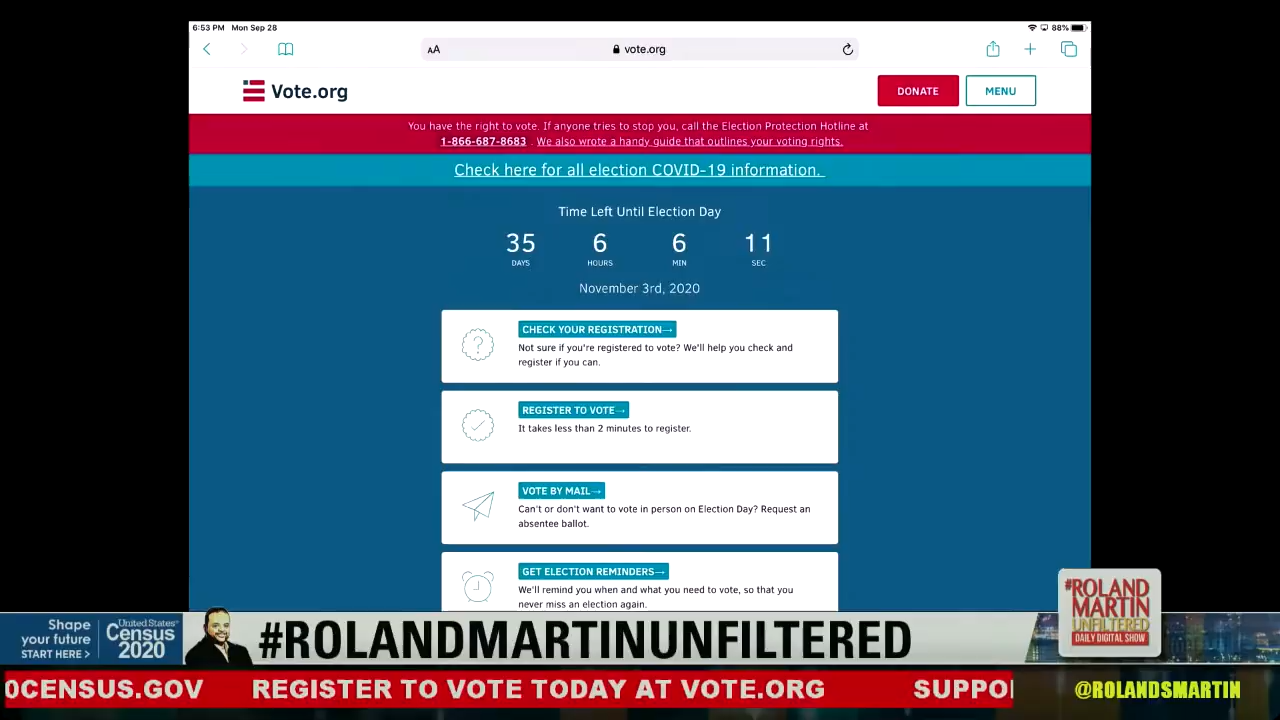 6:53 PM Mon Sep 28
88%
AA
vote.org
Vote.org
DONATE
MENU
You have the right to vote. If anyone tries to stop you, call the Election Protection Hotline at
1-866-687-8683 . We also wrote a handy guide that outlines your voting rights.
Check here for all election COVID-19 information.
Time Left Until Election Day
35 6 6 11
DAYS HOURS MIN SEC
November 3rd, 2020
CHECK YOUR REGISTRATION→
Not sure if you're registered to vote? We'll help you check and
register if you can.
REGISTER TO VOTE→
It takes less than 2 minutes to register.
VOTE BY MAIL→
Can't or don't want to vote in person on Election Day? Request an
absentee ballot.
GET ELECTION REMINDERS→
We'll remind you when and what you need to vote, so that you
never miss an election again.
#ROLAND
MARTIN
UNFILTERED
DAILY DIGITAL SHOW
Shape
your future
START HERE >
United States®
Census
2020
#ROLANDMARTINUNFILTERED
0CENSUS.GOV REGISTER TO VOTE TODAY AT VOTE.ORG SUPPO
@ROLANDSMARTIN